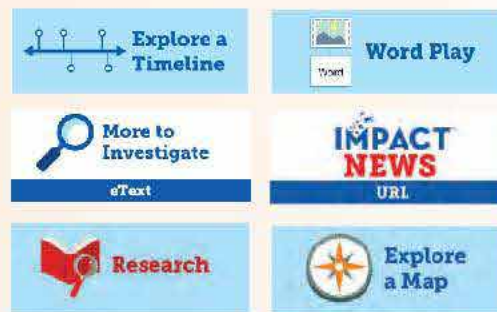 Explore a
Timeline
Word
Word Play
More to
Investigate
eText
IMPACT
NEWS
URL
Research
Explore
a Map